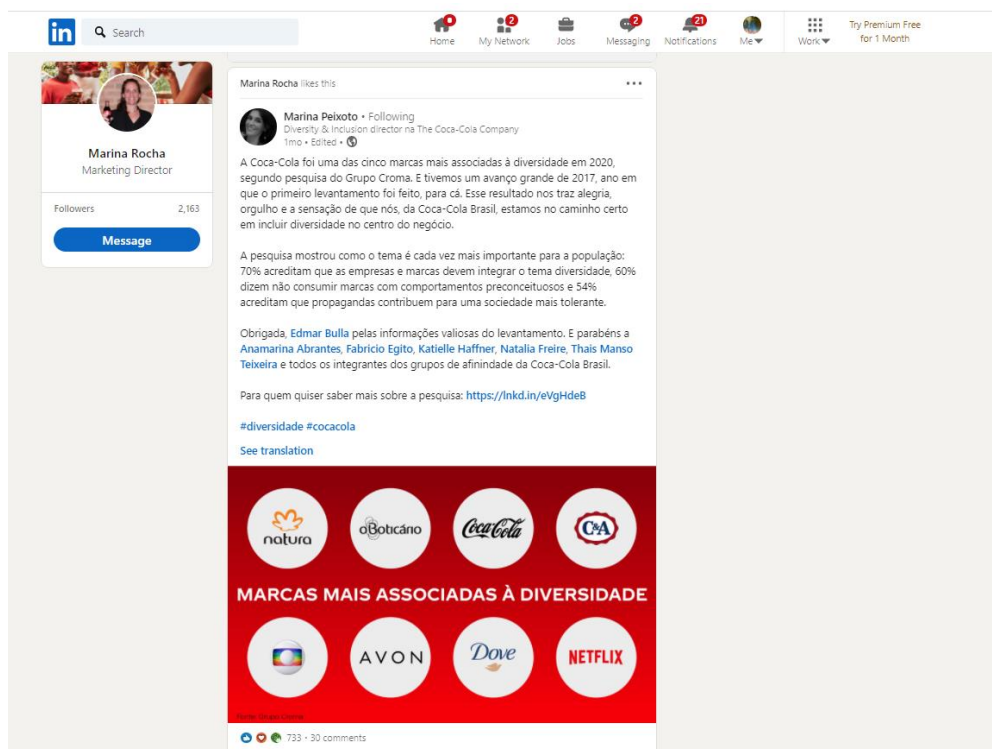 in
Search
Home
2
My Network
Jobs
2
Messaging
21
Notifications
Me
Work
Try Premium Free
for 1 Month
Marina Rocha
Marketing Director
Followers 2,163
Message
Marina Rocha likes this
Marina Peixoto • Following
Diversity & Inclusion director na The Coca-Cola Company
1mo • Edited •
A Coca-Cola foi uma das cinco marcas mais associadas à diversidade em 2020,
segundo pesquisa do Grupo Croma. E tivemos um avanço grande de 2017, ano em
que o primeiro levantamento foi feito, para cá. Esse resultado nos traz alegria,
orgulho e a sensação de que nós, da Coca-Cola Brasil, estamos no caminho certo
em incluir diversidade no centro do negócio.
A pesquisa mostrou como o tema é cada vez mais importante para a população:
70% acreditam que as empresas e marcas devem integrar o tema diversidade, 60%
dizem não consumir marcas com comportamentos preconceituosos e 54%
acreditam que propagandas contribuem para uma sociedade mais tolerante.
Obrigada, Edmar Bulla pelas informações valiosas do levantamento. E parabéns a
Anamarina Abrantes, Fabricio Egito, Katielle Haffner, Natalia Freire, Thais Manso
Teixeira e todos os integrantes dos grupos de afinindade da Coca-Cola Brasil.
Para quem quiser saber mais sobre a pesquisa: https://lnkd.in/eVgHdeB
#diversidade #cocacola
See translation
natura
oBoticário
Coca-Cola
C&A
MARCAS MAIS ASSOCIADAS À DIVERSIDADE
AVON
Dove
NETFLIX
Fonte: Grupo Croma
733 • 30 comments